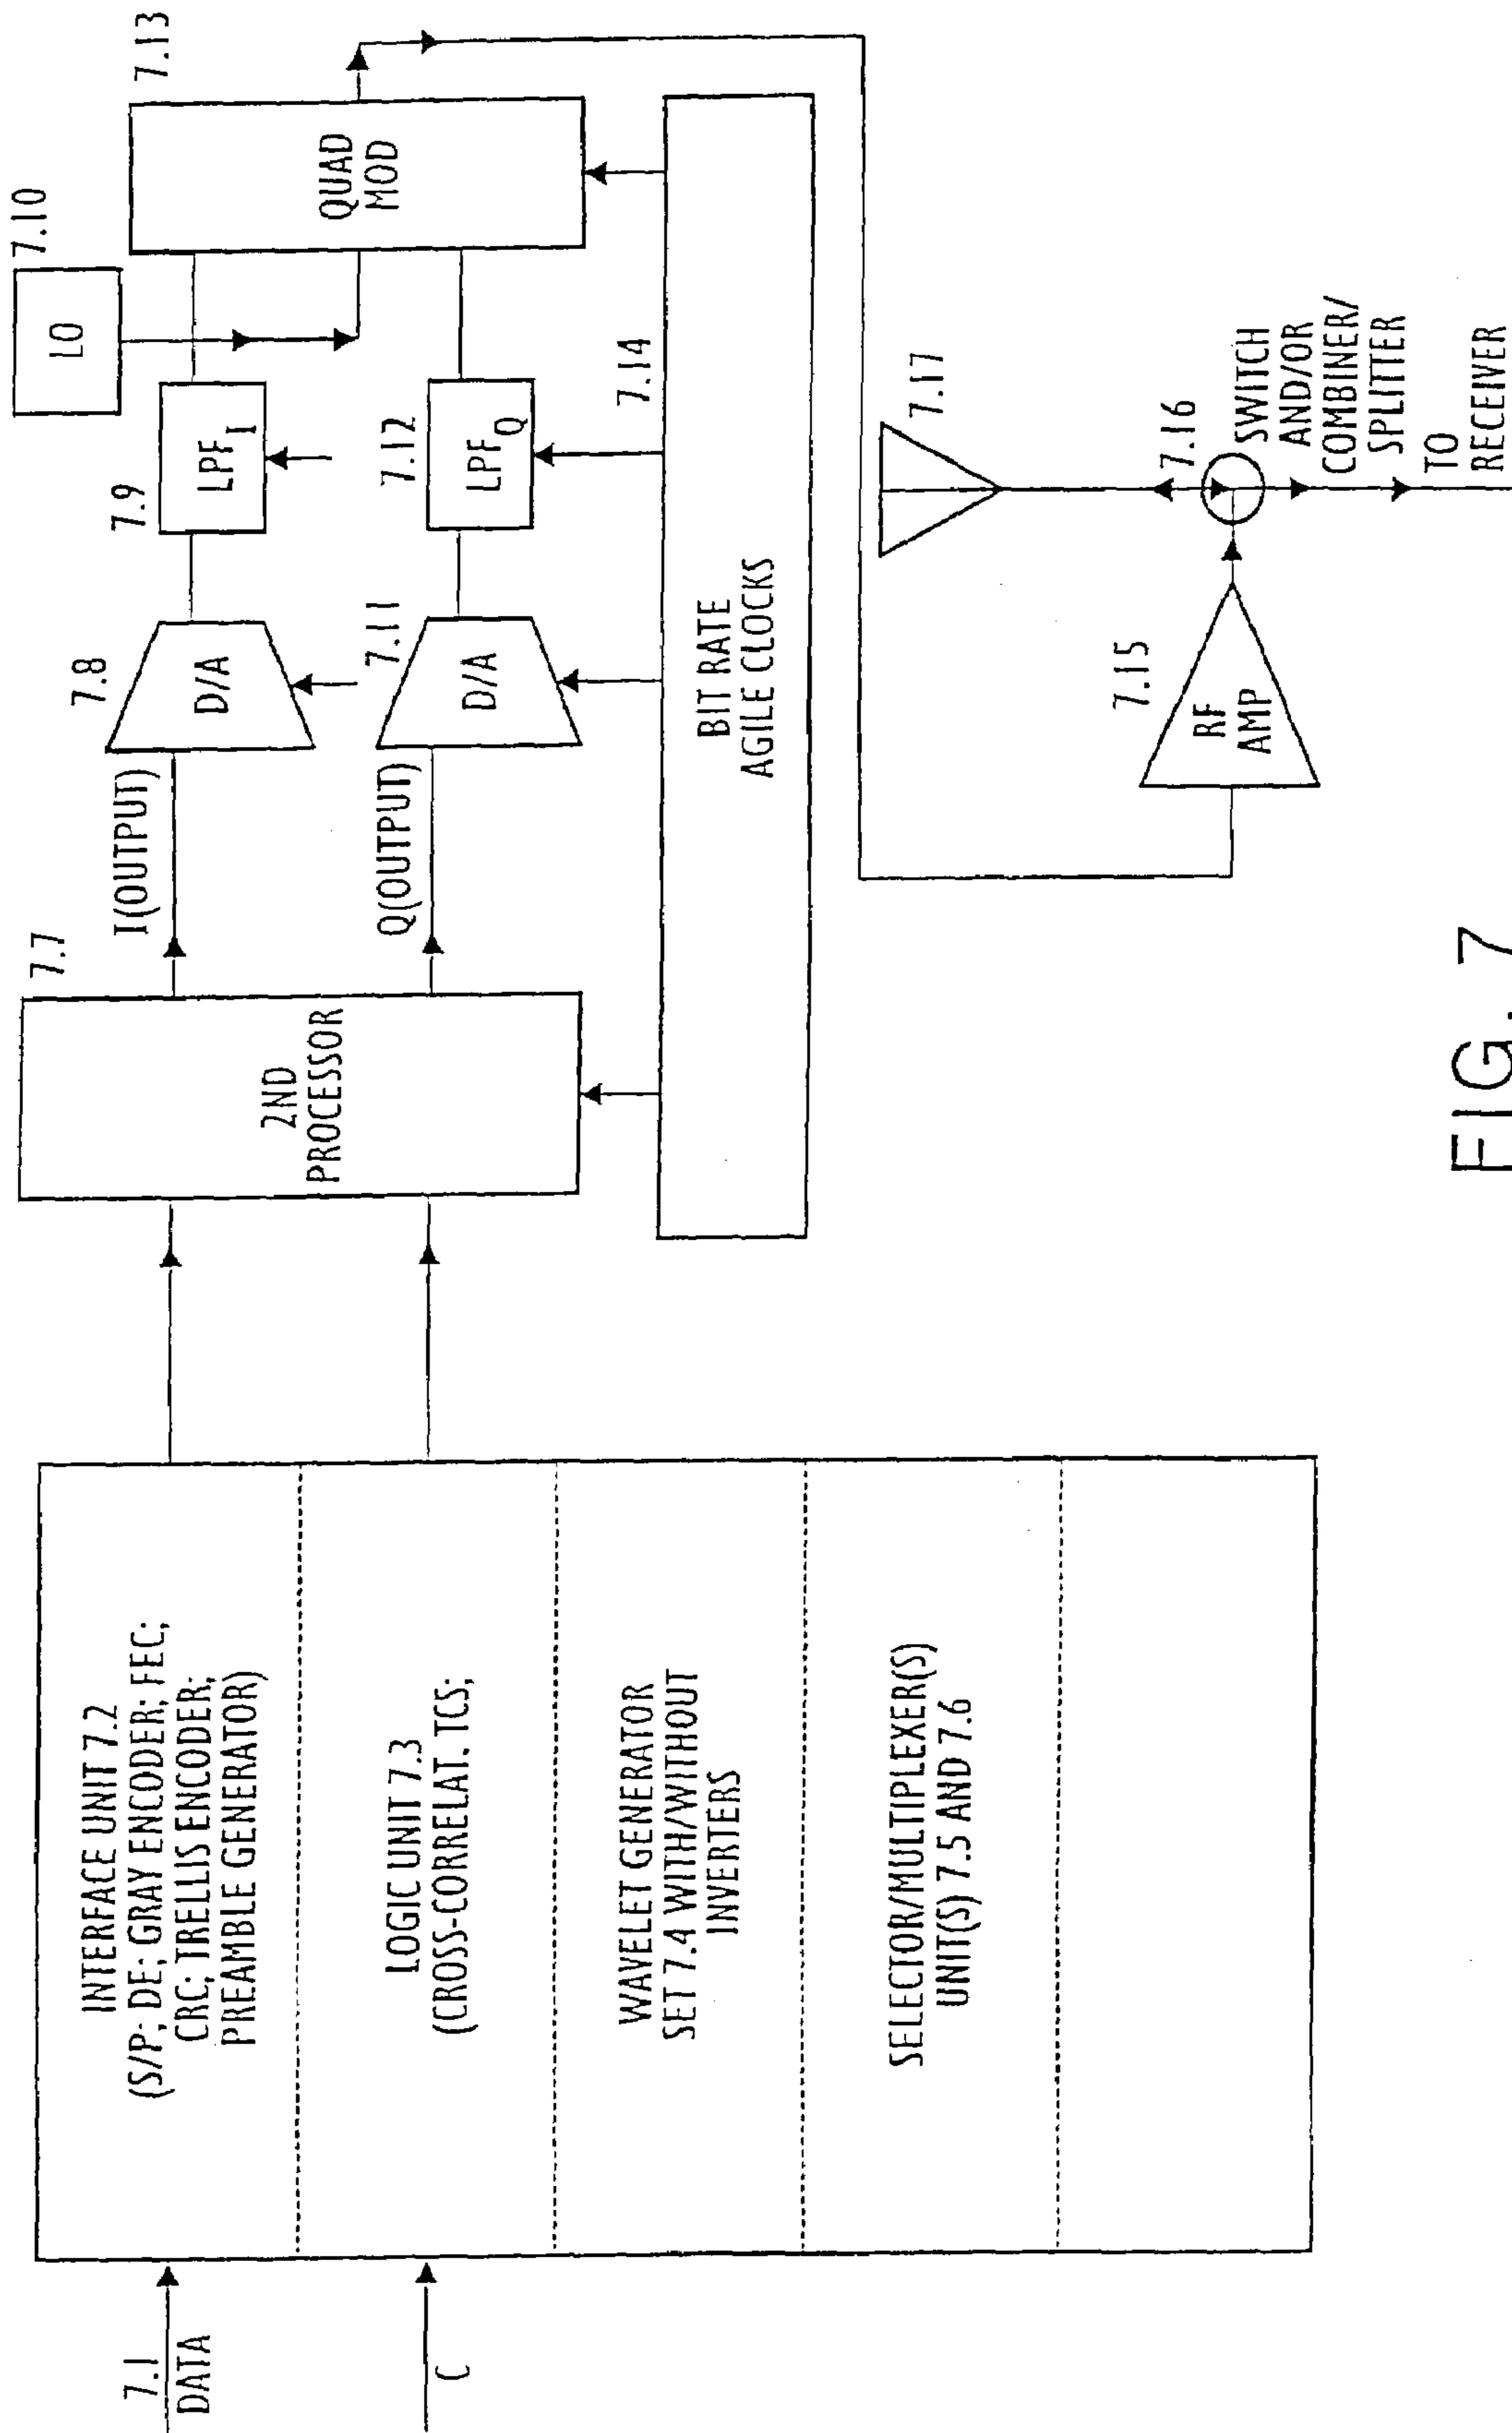 7.1
DATA
C
INTERFACE UNIT 7.2
(S/P; DE; GRAY ENCODER; FEC;
CRC; TRELLIS ENCODER;
PREAMBLE GENERATOR)
LOGIC UNIT 7.3
(CROSS-CORRELAT. TCS;
WAVELET GENERATOR
SET 7.4 WITH/WITHOUT
INVERTERS
SELECTOR/MULTIPLEXER(S)
UNIT(S) 7.5 AND 7.6
7.7
2ND
PROCESSOR
I(OUTPUT)
Q(OUTPUT)
7.8
D/A
7.11
D/A
7.9
LPF I
7.12
LPF Q
7.10
LO
7.13
QUAD
MOD
7.14
BIT RATE
AGILE CLOCKS
7.15
RF
AMP
7.17
7.16
SWITCH
AND/OR
COMBINER/
SPLITTER
TO
RECEIVER
FIG. 7